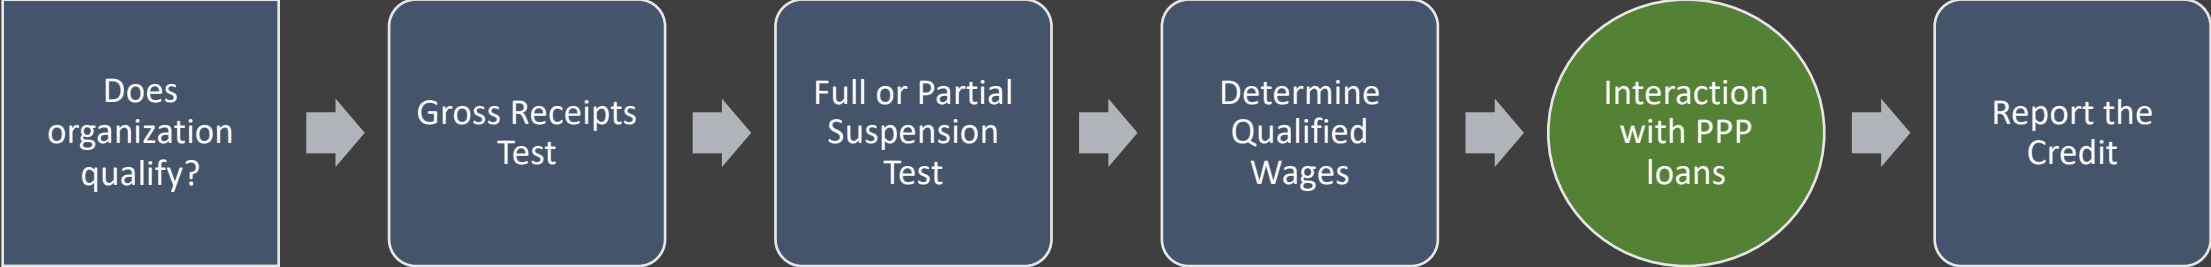 Does
organization
qualify?
Gross Receipts
Test
Full or Partial
Suspension
Test
Determine
Qualified
Wages
Interaction
with PPP
loans
Report the
Credit